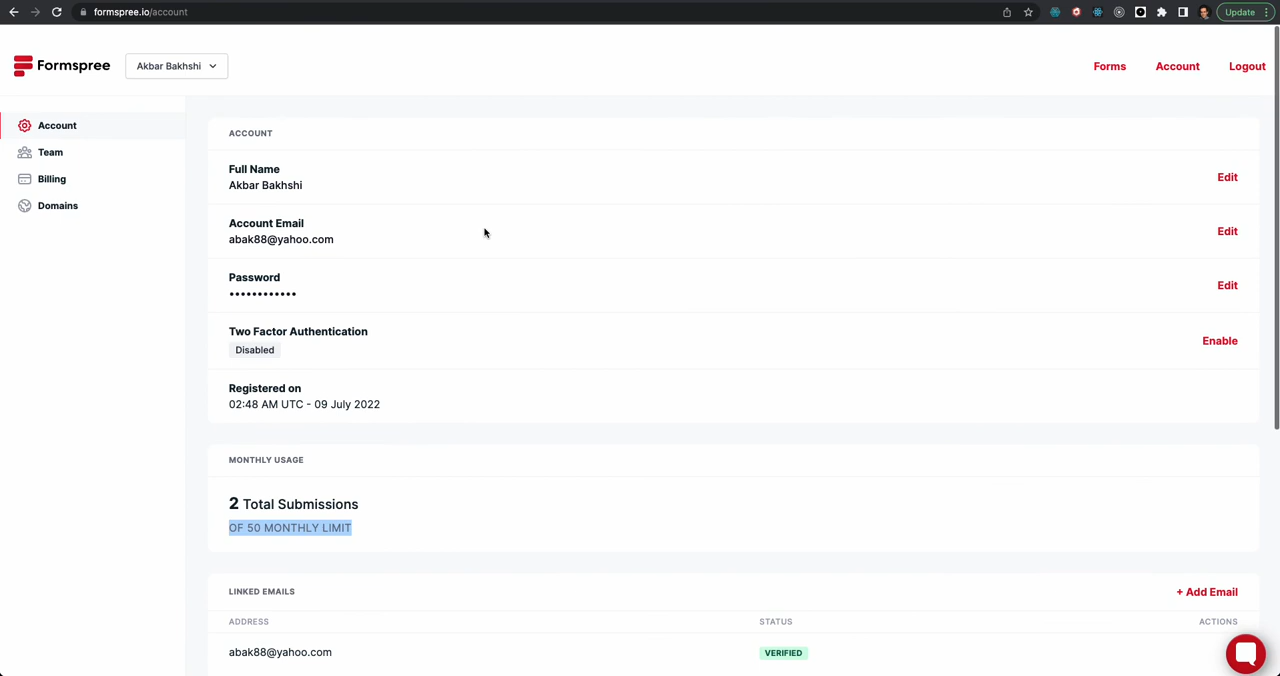 formspree.io/account
Update
Formspree
Akbar Bakhshi
Forms
Account
Logout
Account
Team
Billing
Domains
ACCOUNT
Full Name
Akbar Bakhshi
Edit
Account Email
abak88@yahoo.com
Edit
Password
••••••••••••
Edit
Two Factor Authentication
Disabled
Enable
Registered on
02:48 AM UTC - 09 July 2022
MONTHLY USAGE
2 Total Submissions
OF 50 MONTHLY LIMIT
LINKED EMAILS
+ Add Email
ADDRESS
STATUS
ACTIONS
abak88@yahoo.com
VERIFIED